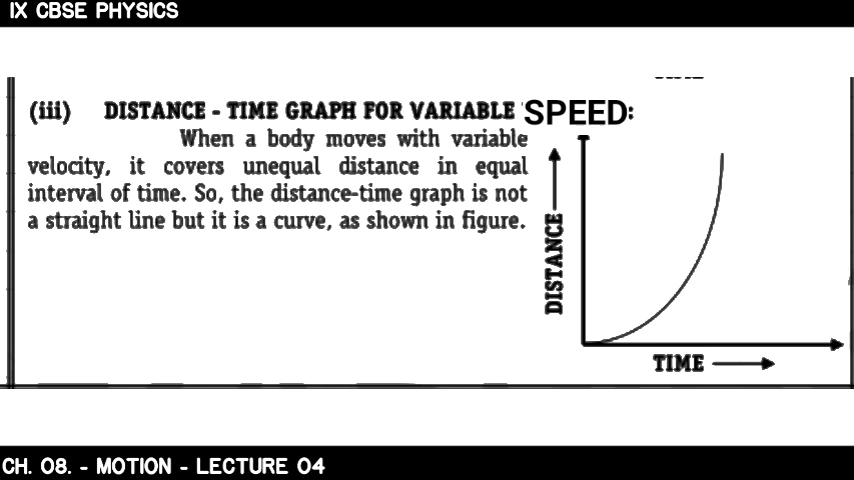 IX CBSE PHYSICS
(iii) DISTANCE - TIME GRAPH FOR VARIABLE SPEED:
When a body moves with variable
velocity, it covers unequal distance in equal
interval of time. So, the distance-time graph is not
a straight line but it is a curve, as shown in figure.
DISTANCE
TIME
CH. 08. - MOTION - LECTURE 04